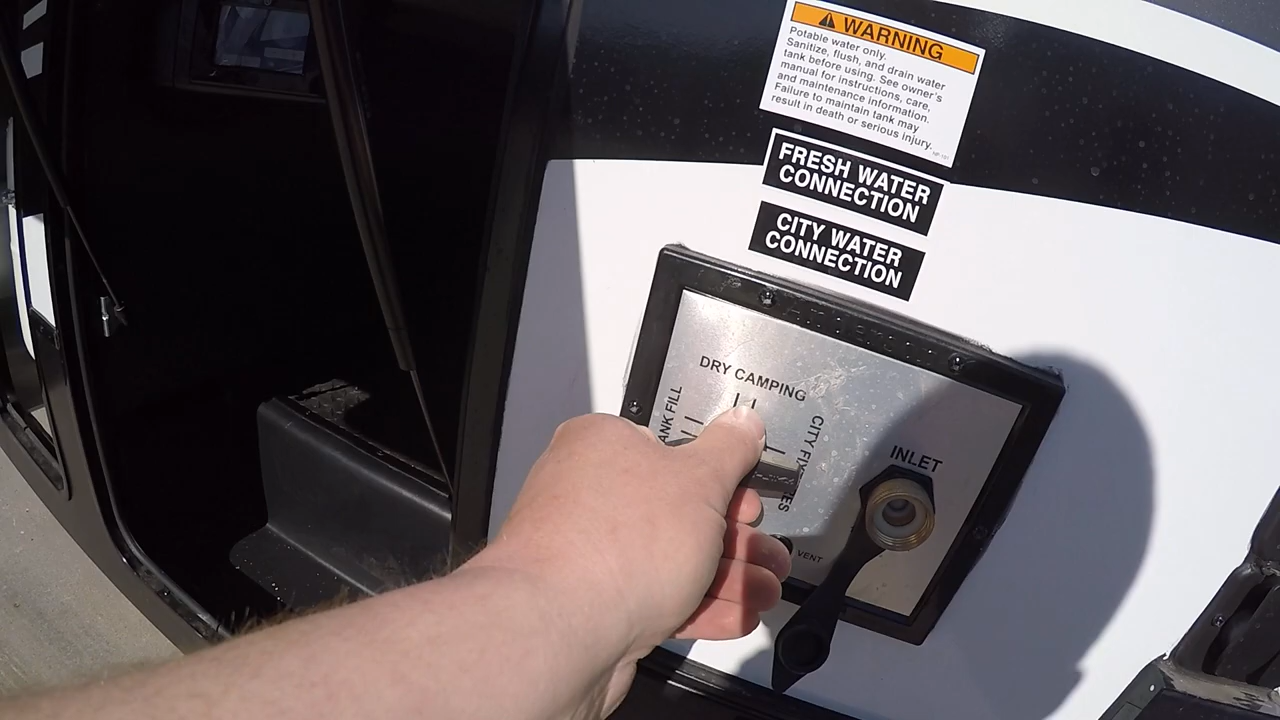 WARNING
Potable water only.
Sanitize, flush, and drain water
tank before using. See owner's
manual for instructions, care,
and maintenance information.
Failure to maintain tank may
result in death or serious injury.
FRESH WATER
CONNECTION
CITY WATER
CONNECTION
DRY CAMPING
FILL
CITY
INLET
VENT